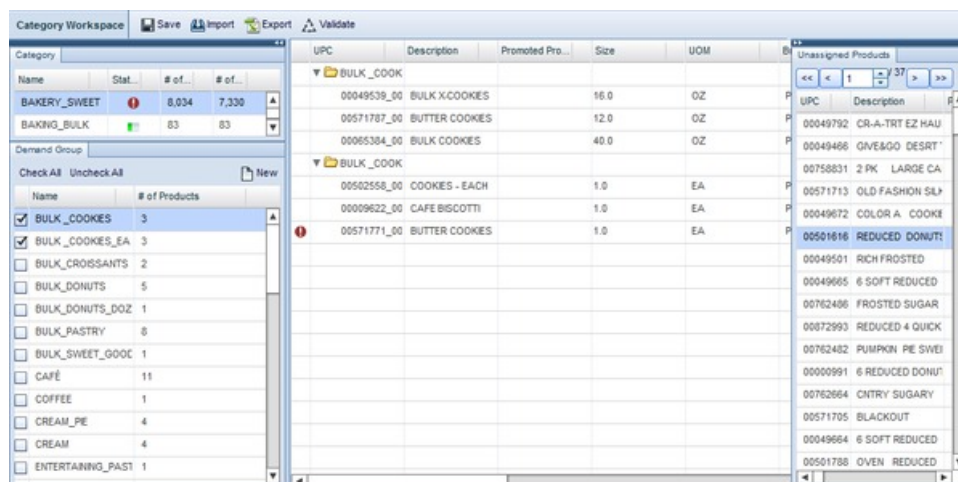 Category Workspace Save Import Export Validate
Category
Name Stat... # of... # of...
BAKERY_SWEET 8,034 7,330
BAKING_BULK 83 83
Demand Group
Check All Uncheck All New
Name # of Products
BULK_COOKIES 3
BULK_COOKIES_EA 3
BULK_CROISSANTS 2
BULK_DONUTS 5
BULK_DONUTS_DOZ 1
BULK_PASTRY 8
BULK_SWEET_GOOD 1
CAFÉ 11
COFFEE 1
CREAM_PIE 4
CREAM 4
ENTERTAINING_PAST 1
UPC Description Promoted Pro... Size UOM
BULK_COOK
00049539_00 BULK X-COOKIES 16.0 OZ P
00571787_00 BUTTER COOKIES 12.0 OZ P
00065384_00 BULK COOKIES 40.0 OZ P
BULK_COOK
00502558_00 COOKIES - EACH 1.0 EA P
00009622_00 CAFE BISCOTTI 1.0 EA P
00571771_00 BUTTER COOKIES 1.0 EA P
Unassigned Products
<< < 1 / 37 > >>
UPC Description
00049792 CR-A-TRT EZ HAU
00049466 GIVE&GO DESRT
00758831 2 PK LARGE CA
00571713 OLD FASHION SILK
00049672 COLOR A COOKIE
00501616 REDUCED DONUTS
00049501 RICH FROSTED
00049665 6 SOFT REDUCED
00762486 FROSTED SUGAR
00872993 REDUCED 4 QUICK
00762482 PUMPKIN PIE SWEE
00000991 6 REDUCED DONUT
00762664 CNTRY SUGARY
00571705 BLACKOUT
00049664 6 SOFT REDUCED
00501788 OVEN REDUCED